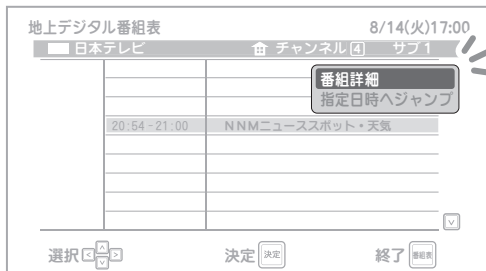 地上デジタル番組表 8/14(火)17:00
日本テレビ チャンネル 4 サブ1
番組詳細
指定日時へジャンプ
20:54-21:00 NNMニューススポット・天気
選択 決定 決定 終了 番組表